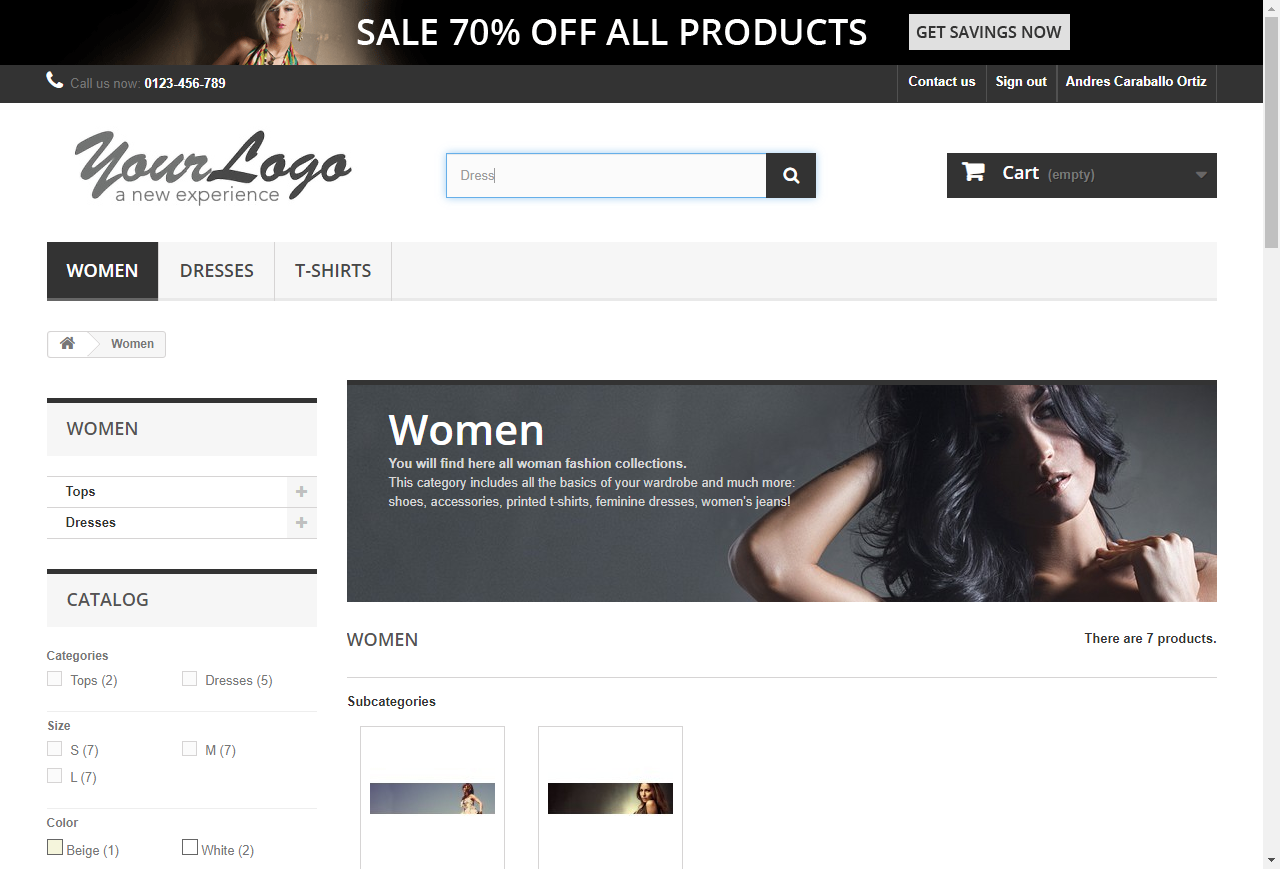 SALE 70% OFF ALL PRODUCTS GET SAVINGS NOW
Call us now: 0123-456-789
Contact us Sign out Andres Caraballo Ortiz
YourLogo
a new experience
Dress
Cart (empty)
WOMEN DRESSES T-SHIRTS
Women
WOMEN
Tops
Dresses
CATALOG
Categories
Tops (2) Dresses (5)
Size
S (7) M (7)
L (7)
Color
Beige (1) White (2)
Women
You will find here all woman fashion collections.
This category includes all the basics of your wardrobe and much more:
shoes, accessories, printed t-shirts, feminine dresses, women's jeans!
WOMEN There are 7 products.
Subcategories